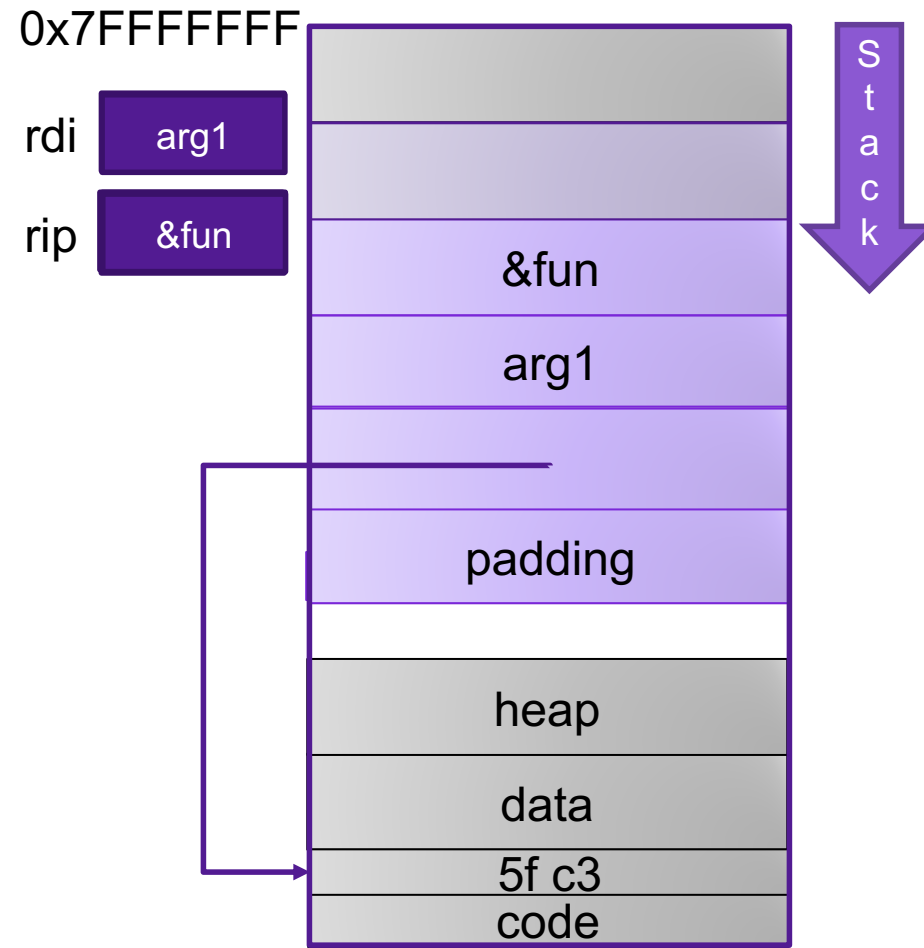 0x7FFFFFFF
rdi arg1
rip &fun
&fun
arg1
padding
heap
data
5f c3
code
S
t
a
c
k